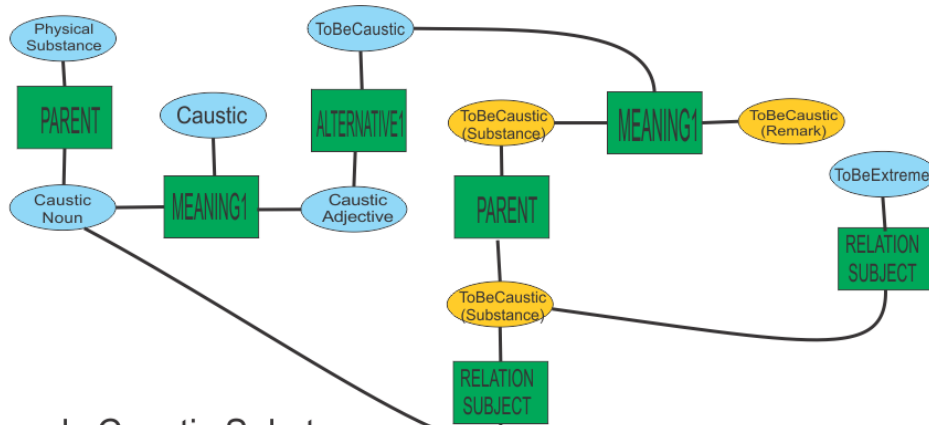 Physical
Substance
ToBeCaustic
PARENT
Caustic
ALTERNATIVE1
ToBeCaustic
(Substance)
MEANING1
ToBeCaustic
(Remark)
ToBeExtreme
Caustic
Noun
MEANING1
Caustic
Adjective
PARENT
RELATION
SUBJECT
ToBeCaustic
(Substance)
RELATION
SUBJECT